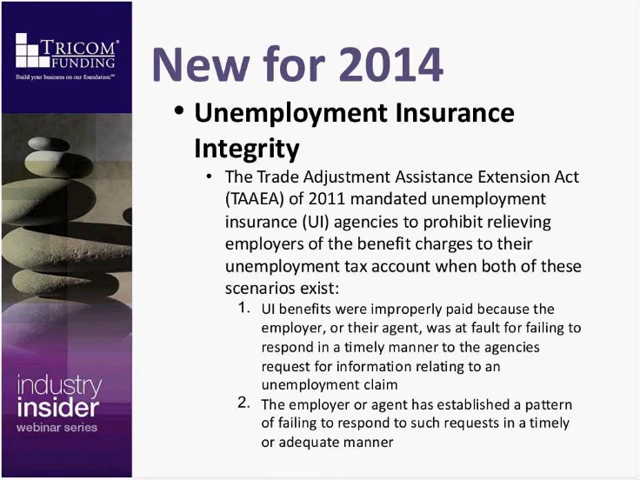 TRICOM®
FUNDING
Build your business on our foundation.℠
New for 2014
• Unemployment Insurance
Integrity
• The Trade Adjustment Assistance Extension Act
(TAAEA) of 2011 mandated unemployment
insurance (UI) agencies to prohibit relieving
employers of the benefit charges to their
unemployment tax account when both of these
scenarios exist:
1. UI benefits were improperly paid because the
employer, or their agent, was at fault for failing to
respond in a timely manner to the agencies
request for information relating to an
unemployment claim
2. The employer or agent has established a pattern
of failing to respond to such requests in a timely
or adequate manner
industry
insider
webinar series